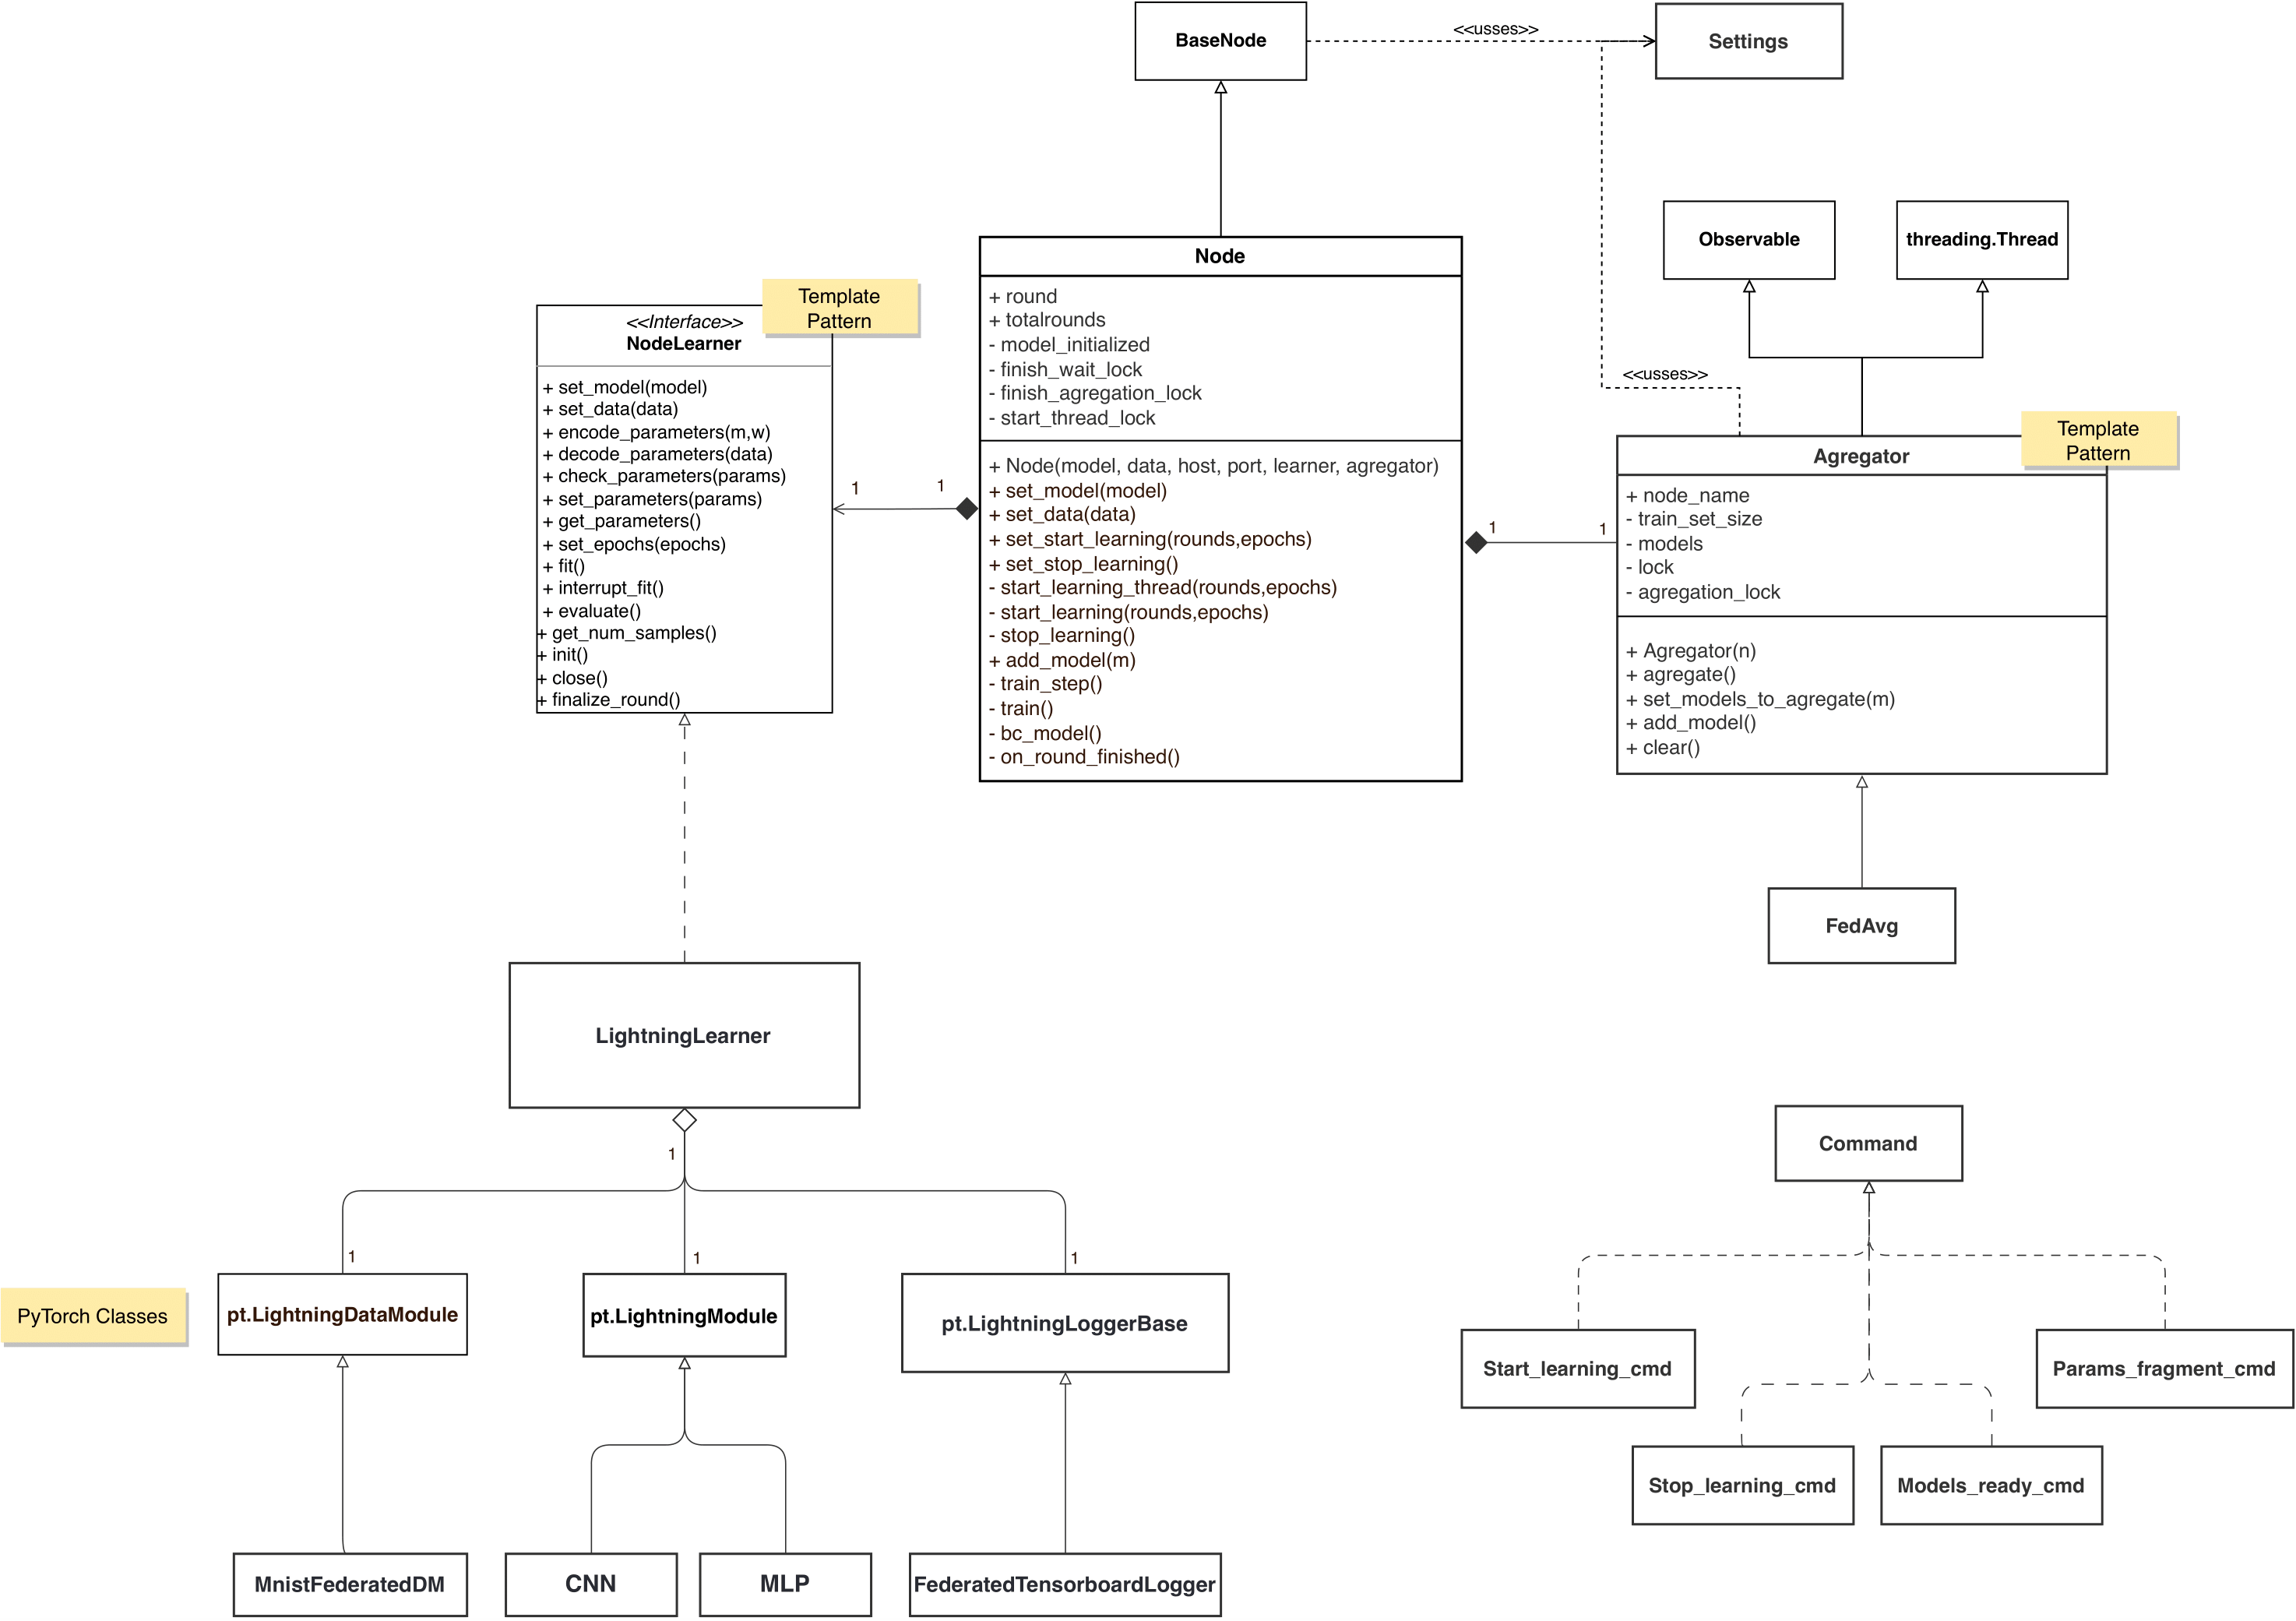 BaseNode
<<usses>>
Settings
Observable
threading.Thread
<<usses>>
Template
Pattern
<<Interface>>
NodeLearner
+ set_model(model)
+ set_data(data)
+ encode_parameters(m,w)
+ decode_parameters(data)
+ check_parameters(params)
+ set_parameters(params)
+ get_parameters()
+ set_epochs(epochs)
+ fit()
+ interrupt_fit()
+ evaluate()
+ get_num_samples()
+ init()
+ close()
+ finalize_round()
1
1
Node
+ round
+ totalrounds
- model_initialized
- finish_wait_lock
- finish_agregation_lock
- start_thread_lock
+ Node(model, data, host, port, learner, agregator)
+ set_model(model)
+ set_data(data)
+ set_start_learning(rounds,epochs)
+ set_stop_learning()
- start_learning_thread(rounds,epochs)
- start_learning(rounds,epochs)
- stop_learning()
+ add_model(m)
- train_step()
- train()
- bc_model()
- on_round_finished()
1
1
Template
Pattern
Agregator
+ node_name
- train_set_size
- models
- lock
- agregation_lock
+ Agregator(n)
+ agregate()
+ set_models_to_agregate(m)
+ add_model()
+ clear()
FedAvg
LightningLearner
1
1
1
1
PyTorch Classes
pt.LightningDataModule
pt.LightningModule
pt.LightningLoggerBase
MnistFederatedDM
CNN
MLP
FederatedTensorboardLogger
Command
Start_learning_cmd
Params_fragment_cmd
Stop_learning_cmd
Models_ready_cmd